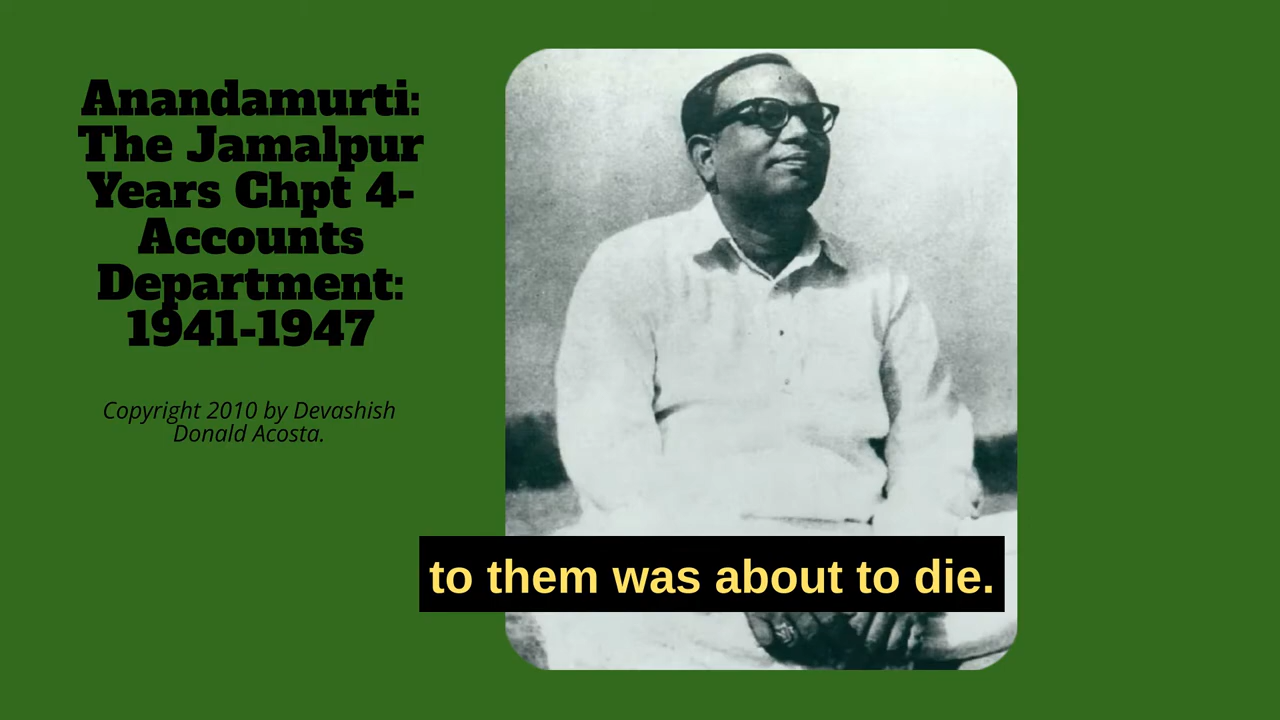 Anandamurti:
The Jamalpur
Years Chpt 4-
Accounts
Department:
1941-1947
Copyright 2010 by Devashish
Donald Acosta.
to them was about to die.